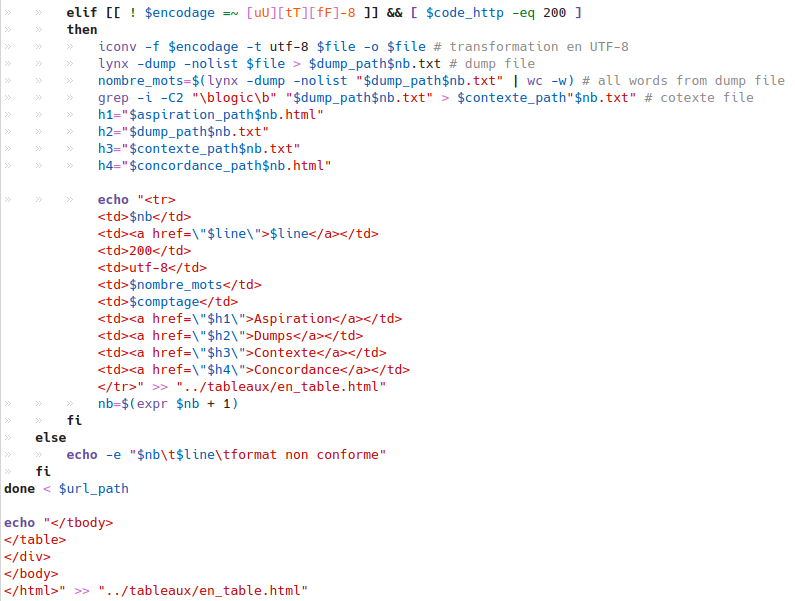 elif [[ ! $encodage =~ [uU][tT][fF]-8 ]] && [ $code_http -eq 200 ]
then
iconv -f $encodage -t utf-8 $file -o $file # transformation en UTF-8
lynx -dump -nolist $file > $dump_path$nb.txt # dump file
nombre_mots=$(lynx -dump -nolist "$dump_path$nb.txt" | wc -w) # all words from dump file
grep -i -C2 "\blogic\b" "$dump_path$nb.txt" > $contexte_path"$nb.txt" # cotexte file
h1="$aspiration_path$nb.html"
h2="$dump_path$nb.txt"
h3="$contexte_path$nb.txt"
h4="$concordance_path$nb.html"
echo "<tr>
<td>$nb</td>
<td><a href=\"$line\">$line</a></td>
<td>200</td>
<td>utf-8</td>
<td>$nombre_mots</td>
<td>$comptage</td>
<td><a href=\"$h1\">Aspiration</a></td>
<td><a href=\"$h2\">Dumps</a></td>
<td><a href=\"$h3\">Contexte</a></td>
<td><a href=\"$h4\">Concordance</a></td>
</tr>" >> "../tableaux/en_table.html"
nb=$(expr $nb + 1)
fi
else
echo -e "$nb\t$line\tformat non conforme"
fi
done < $url_path
echo "</tbody>
</table>
</div>
</body>
</html>" >> "../tableaux/en_table.html"